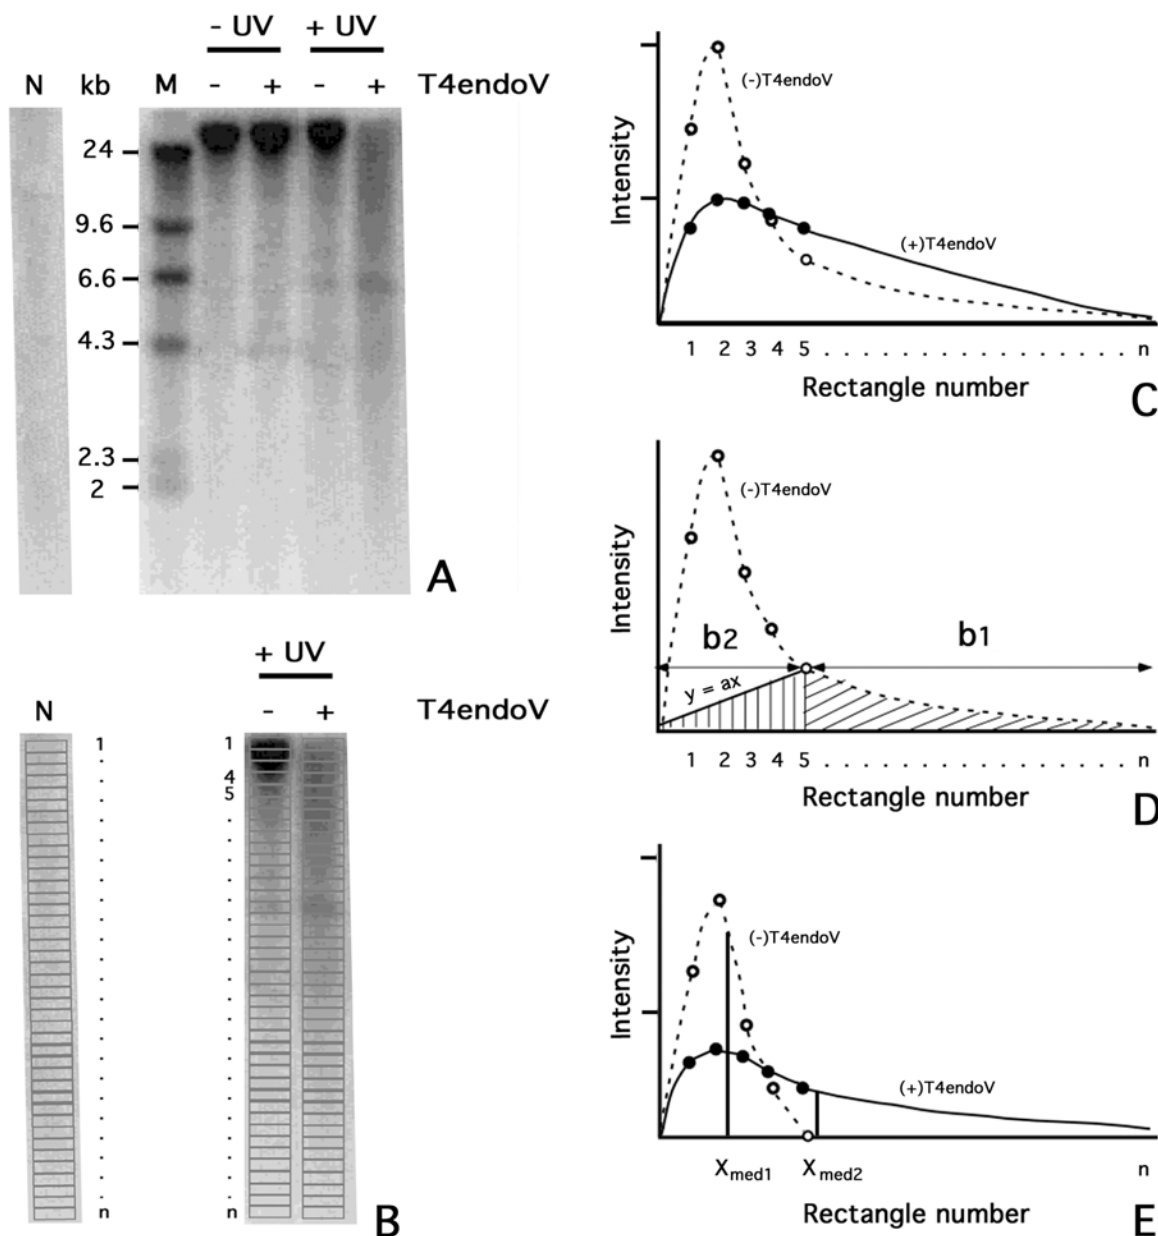 - UV + UV
N kb M - + - + T4endoV
24
9.6
6.6
4.3
2.3
2
A
+ UV
N - + T4endoV
1 1
. 4
. 5
n n
B
Intensity
(-)T4endoV
(+)T4endoV
1 2 3 4 5 . . . . . . . . . . . . . . . . . . n
Rectangle number
C
Intensity
(-)T4endoV
b2 b1
y = ax
1 2 3 4 5 . . . . . . . . . . . . . . . . . . n
Rectangle number
D
Intensity
(-)T4endoV
(+)T4endoV
Xmed1 Xmed2 n
Rectangle number
E